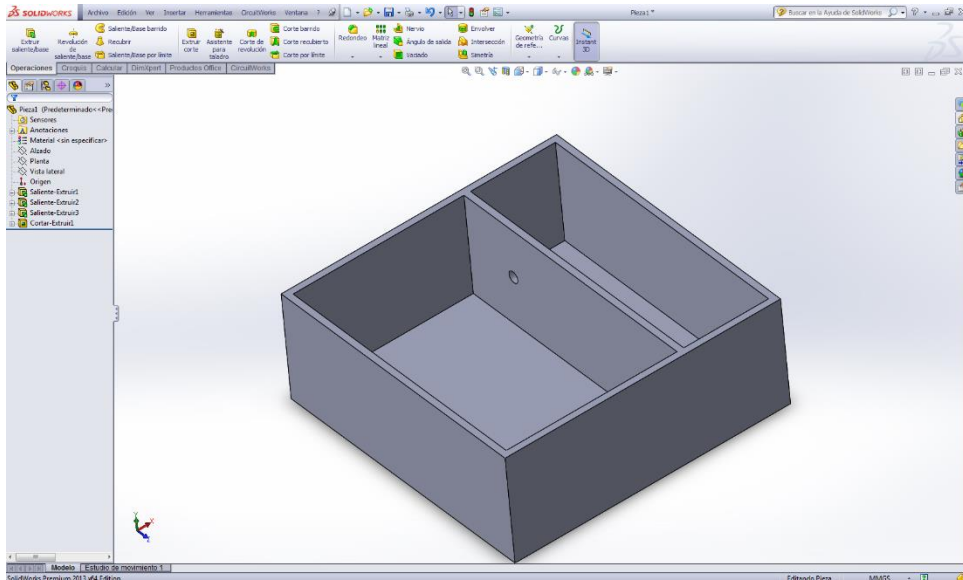 SOLIDWORKS Archivo Edición Ver Insertar Herramientas CircuitWorks Ventana ? Pieza1 * Buscar en la Ayuda de SolidWorks
Extruir saliente/base
Revolución de saliente/base
Saliente/Base barrido
Recubrir
Saliente/Base por límite
Extruir corte
Asistente para taladro
Corte de revolución
Corte barrido
Corte recubierto
Corte por límite
Redondeo
Matriz lineal
Nervio
Ángulo de salida
Vaciado
Envolver
Intersección
Simetría
Geometría de refe...
Curvas
Instant 3D
Operaciones Croquis Calcular DimXpert Productos Office CircuitWorks
Pieza1 (Predeterminado<<Pre
Sensores
Anotaciones
Material <sin especificar>
Alzado
Planta
Vista lateral
Origen
Saliente-Extruir1
Saliente-Extruir2
Saliente-Extruir3
Cortar-Extruir1
Modelo Estudio de movimiento 1
SolidWorks Premium 2013 x64 Edition Editando Pieza MMGS